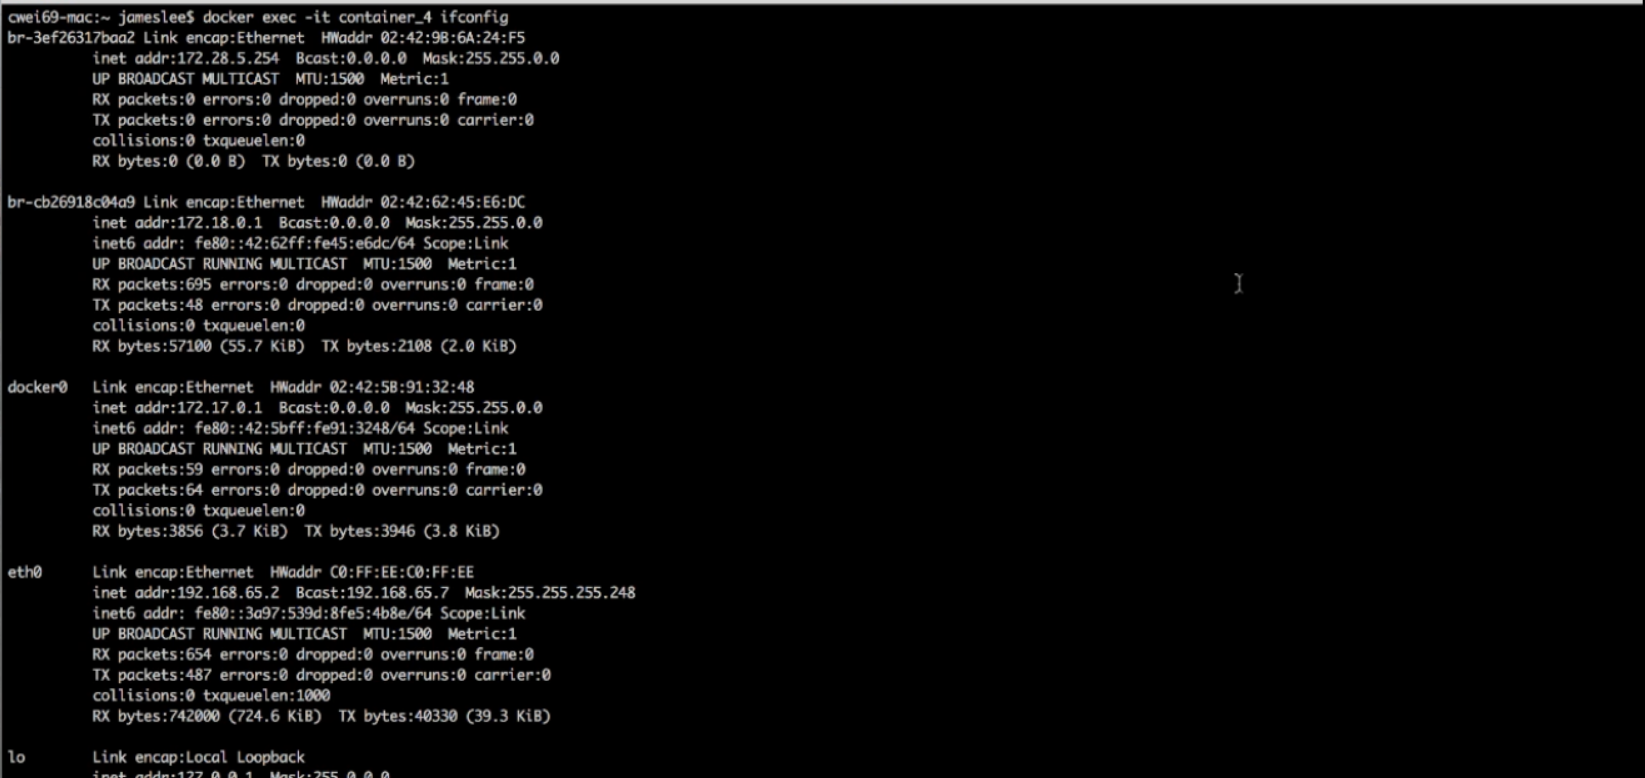 cwei69-mac:~ jameslee$ docker exec -it container_4 ifconfig
br-3ef26317baa2 Link encap:Ethernet  HWaddr 02:42:9B:6A:24:F5
          inet addr:172.28.5.254  Bcast:0.0.0.0  Mask:255.255.0.0
          UP BROADCAST MULTICAST  MTU:1500  Metric:1
          RX packets:0 errors:0 dropped:0 overruns:0 frame:0
          TX packets:0 errors:0 dropped:0 overruns:0 carrier:0
          collisions:0 txqueuelen:0
          RX bytes:0 (0.0 B)  TX bytes:0 (0.0 B)

br-cb26918c04a9 Link encap:Ethernet  HWaddr 02:42:62:45:E6:DC
          inet addr:172.18.0.1  Bcast:0.0.0.0  Mask:255.255.0.0
          inet6 addr: fe80::42:62ff:fe45:e6dc/64 Scope:Link
          UP BROADCAST RUNNING MULTICAST  MTU:1500  Metric:1
          RX packets:695 errors:0 dropped:0 overruns:0 frame:0
          TX packets:48 errors:0 dropped:0 overruns:0 carrier:0
          collisions:0 txqueuelen:0
          RX bytes:57100 (55.7 KiB)  TX bytes:2108 (2.0 KiB)

docker0   Link encap:Ethernet  HWaddr 02:42:5B:91:32:48
          inet addr:172.17.0.1  Bcast:0.0.0.0  Mask:255.255.0.0
          inet6 addr: fe80::42:5bff:fe91:3248/64 Scope:Link
          UP BROADCAST RUNNING MULTICAST  MTU:1500  Metric:1
          RX packets:59 errors:0 dropped:0 overruns:0 frame:0
          TX packets:64 errors:0 dropped:0 overruns:0 carrier:0
          collisions:0 txqueuelen:0
          RX bytes:3856 (3.7 KiB)  TX bytes:3946 (3.8 KiB)

eth0      Link encap:Ethernet  HWaddr C0:FF:EE:C0:FF:EE
          inet addr:192.168.65.2  Bcast:192.168.65.7  Mask:255.255.255.248
          inet6 addr: fe80::3a97:539d:8fe5:4b8e/64 Scope:Link
          UP BROADCAST RUNNING MULTICAST  MTU:1500  Metric:1
          RX packets:654 errors:0 dropped:0 overruns:0 frame:0
          TX packets:487 errors:0 dropped:0 overruns:0 carrier:0
          collisions:0 txqueuelen:1000
          RX bytes:742000 (724.6 KiB)  TX bytes:40330 (39.3 KiB)

lo        Link encap:Local Loopback
          inet addr:127.0.0.1  Mask:255.0.0.0